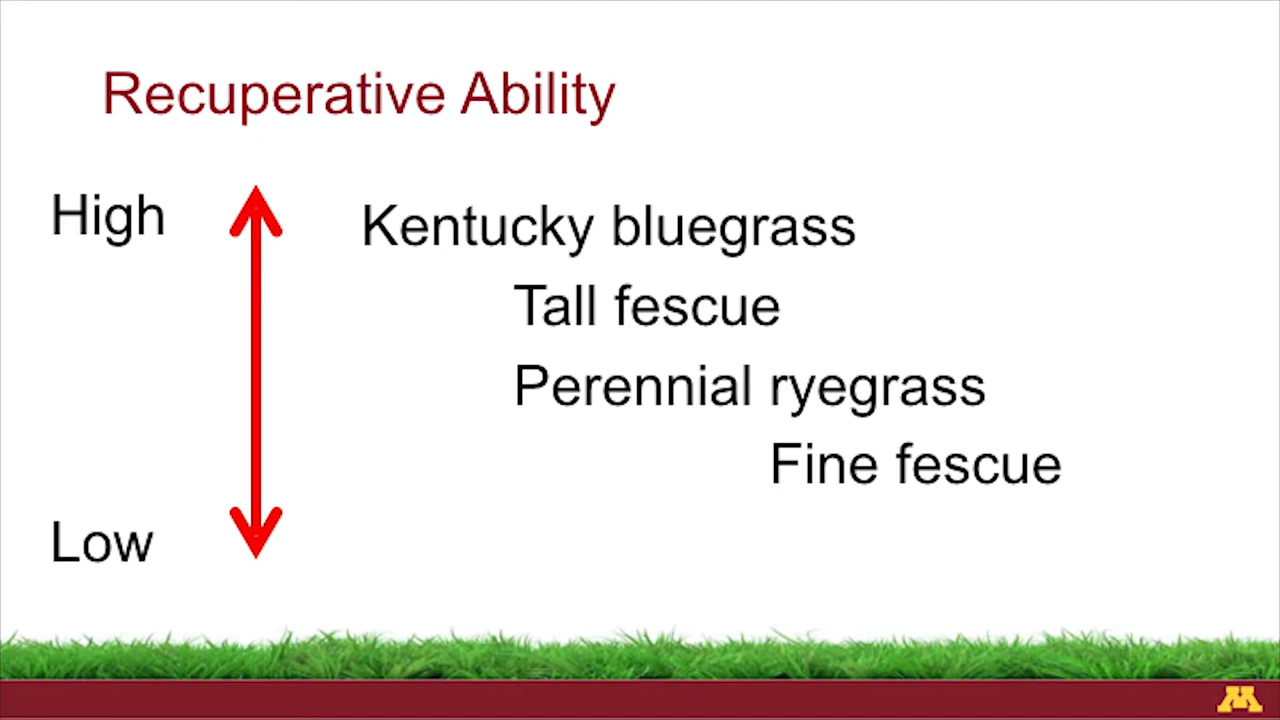 Recuperative Ability
High
Kentucky bluegrass
Tall fescue
Perennial ryegrass
Fine fescue
Low
M